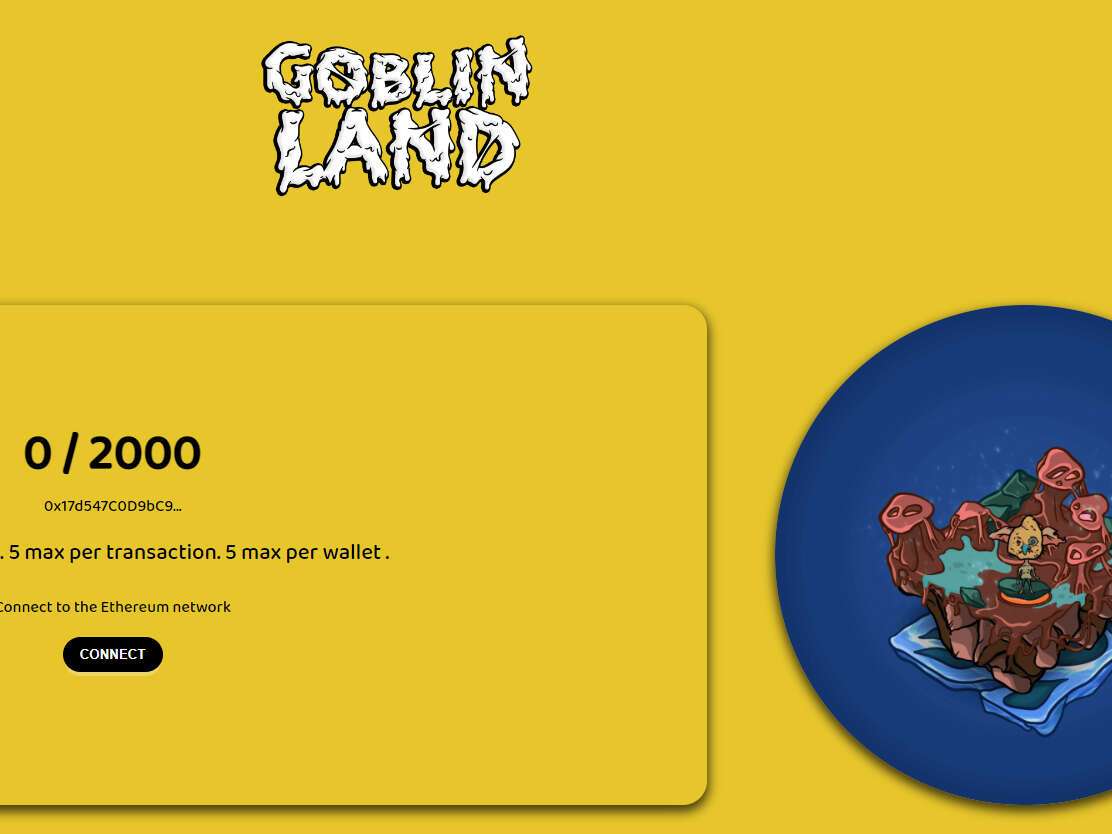 GOBLIN
LAND
0 / 2000
0x17d547C0D9bC9...
. 5 max per transaction. 5 max per wallet .
Connect to the Ethereum network
CONNECT